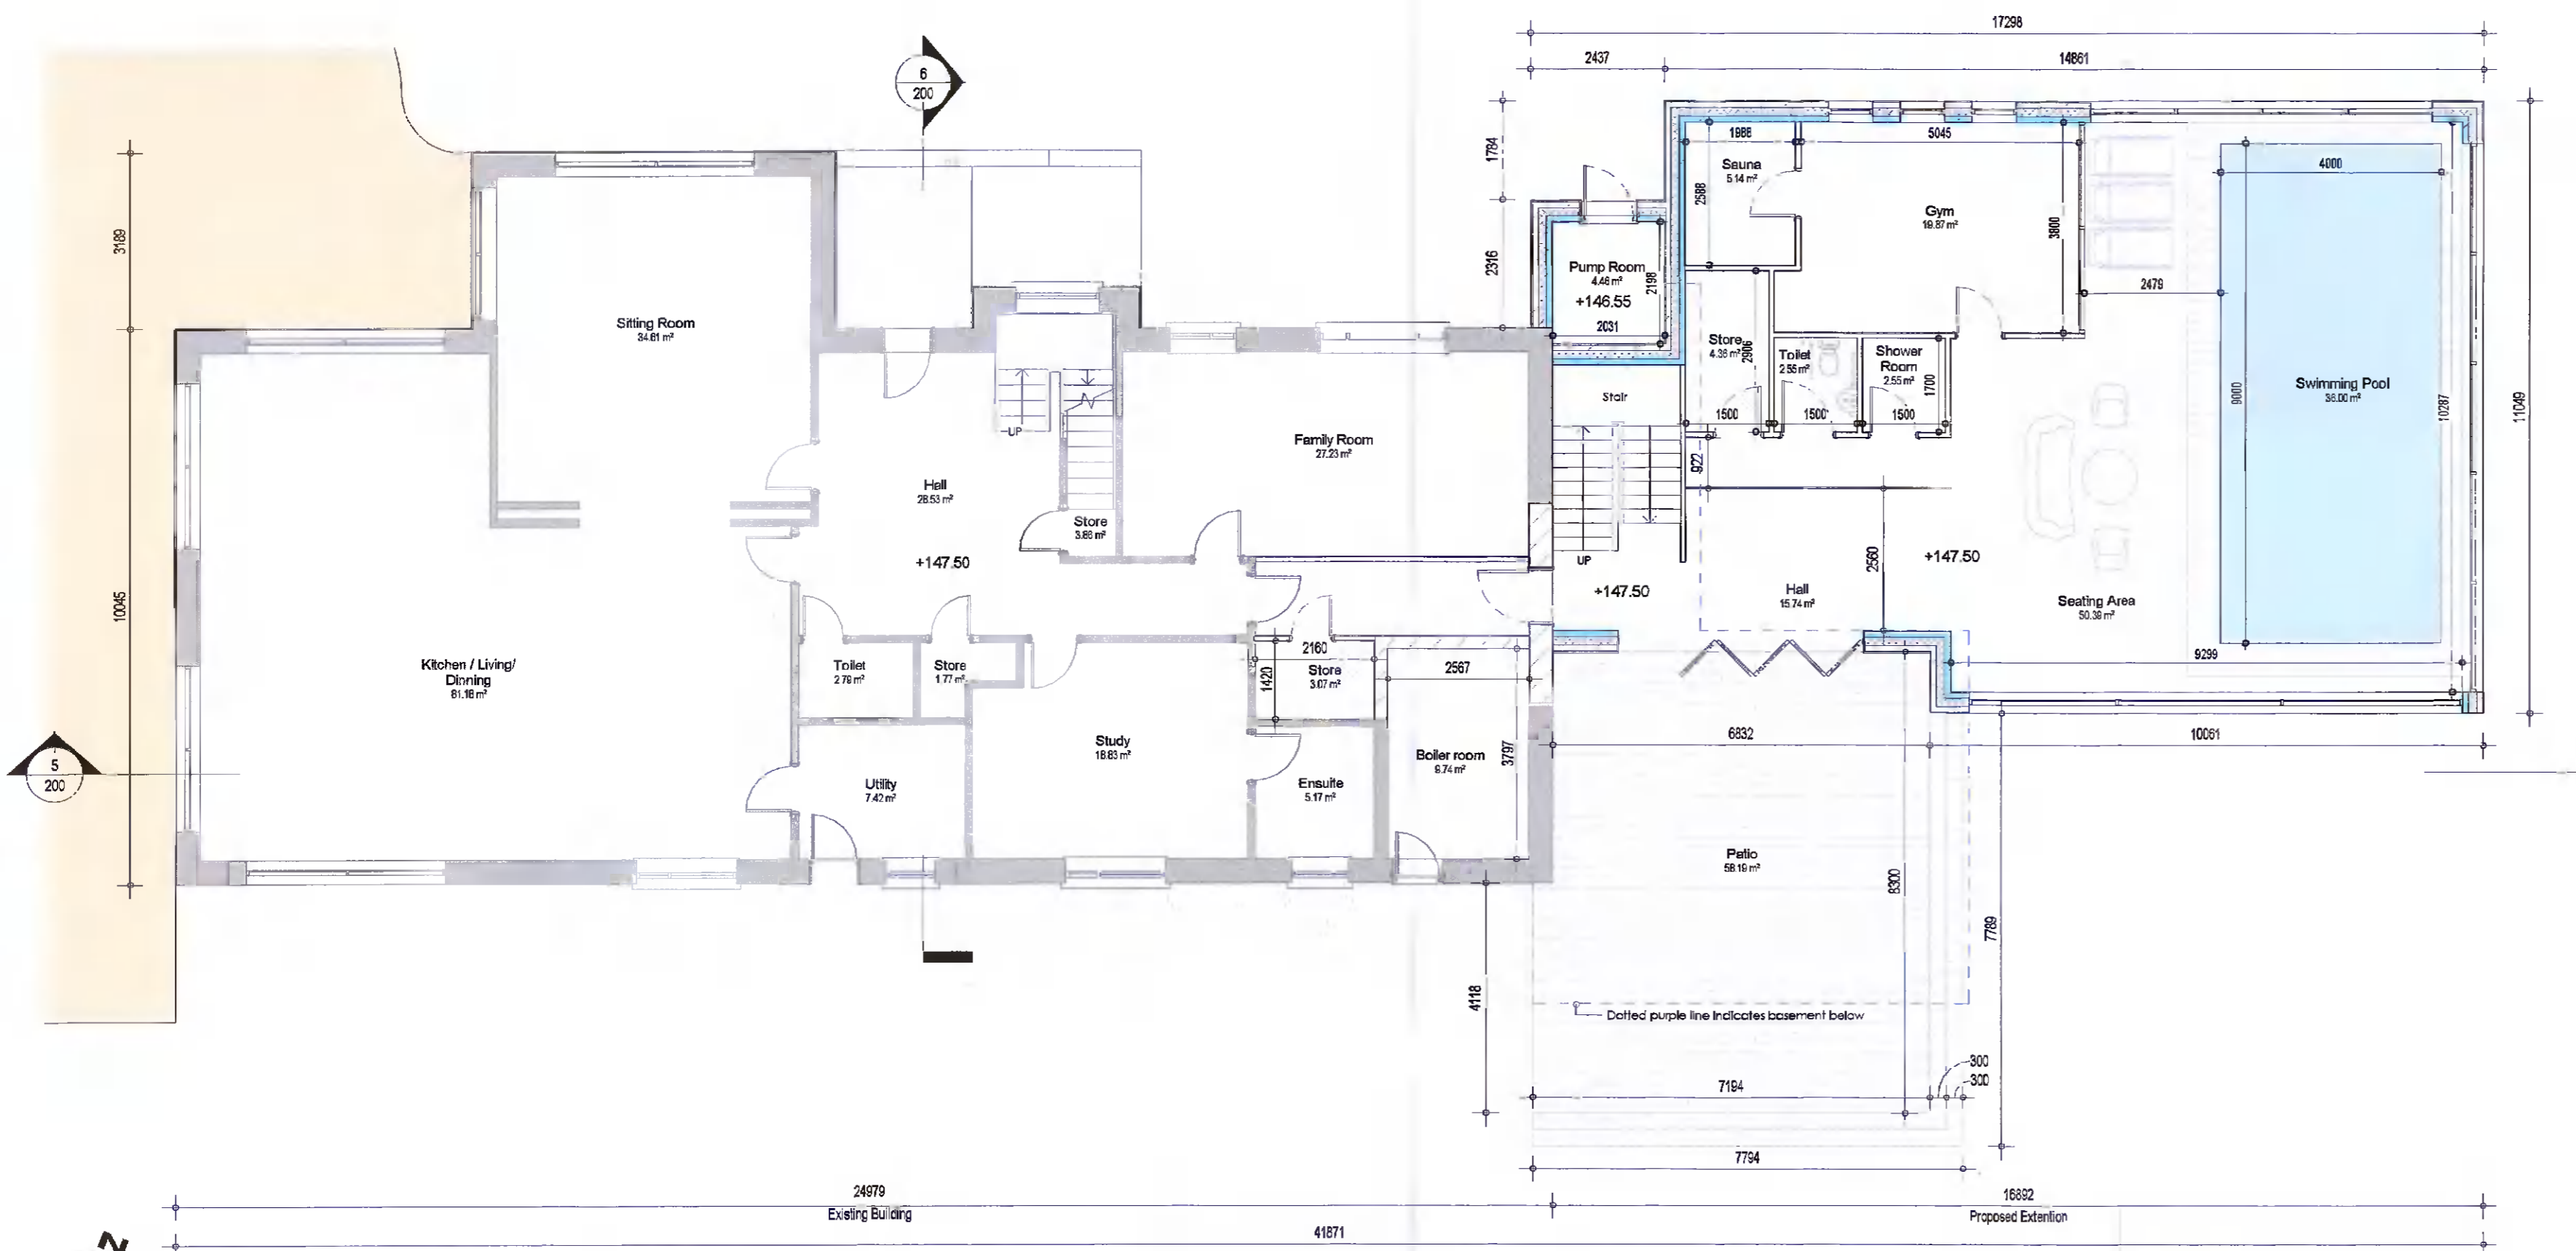 17298
2437
14861
6
200
1784
1988
5045
4000
Sauna
5.14 m²
2588
Gym
19.87 m²
3800
3189
2316
Pump Room
4.46 m²
+146.55
2198
2031
2479
Sitting Room
34.61 m²
Store
4.36 m²
2906
Toilet
2.55 m²
Shower
Room
2.55 m²
1700
Swimming Pool
36.00 m²
9000
10287
11049
Stair
1500
1500
1500
UP
Family Room
27.23 m²
922
Hall
28.53 m²
Store
3.86 m²
+147.50
UP
+147.50
2560
+147.50
Hall
15.74 m²
Seating Area
50.39 m²
10045
Kitchen / Living/
Dinning
81.18 m²
Toilet
2.79 m²
Store
1.77 m²
2160
Store
3.07 m²
1420
2567
9299
Study
18.83 m²
Boiler room
9.74 m²
3797
6832
10061
5
200
Utility
7.42 m²
Ensuite
5.17 m²
Patio
58.19 m²
8300
7789
4118
Dotted purple line indicates basement below
300
300
7194
7794
24979
Existing Building
16892
Proposed Extention
41871